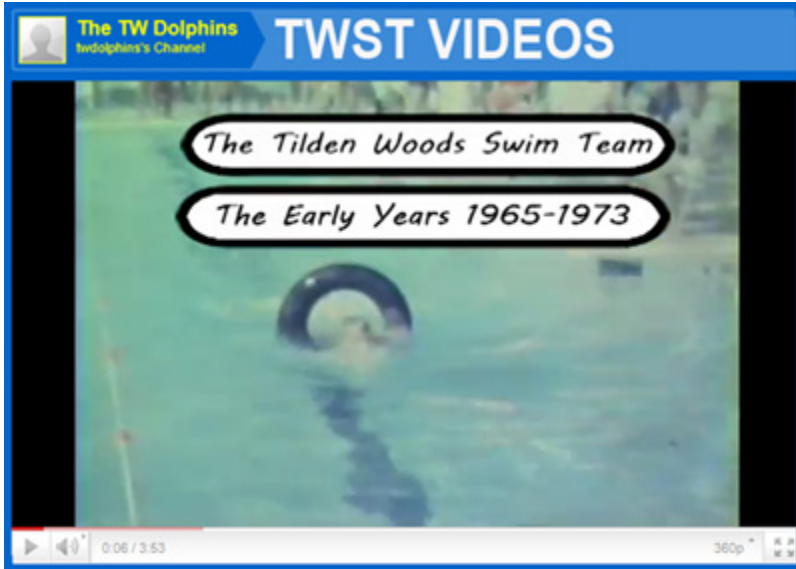 The TW Dolphins
twdolphins's Channel
TWST VIDEOS
The Tilden Woods Swim Team
The Early Years 1965-1973
0:06 / 3:53
360p